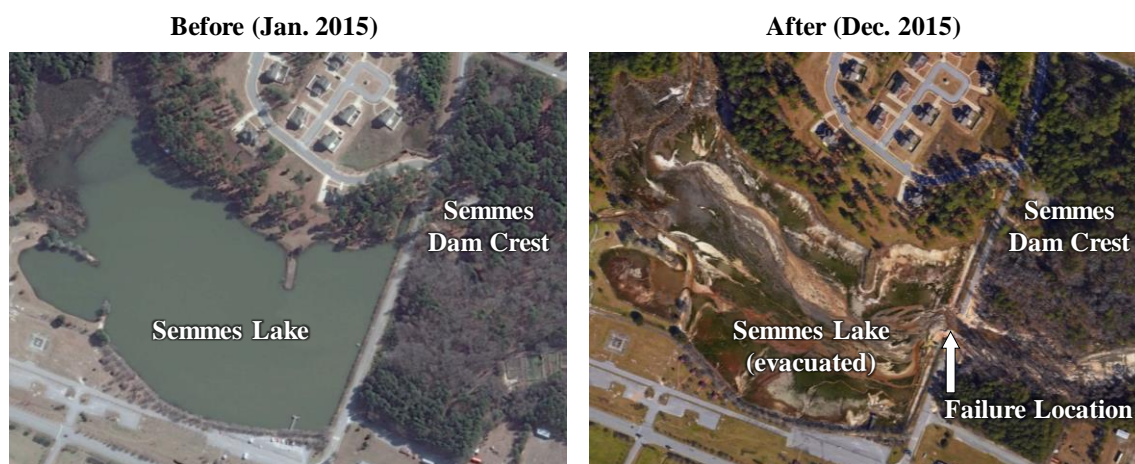 Before (Jan. 2015)
After (Dec. 2015)
Semmes
Dam Crest
Semmes Lake
Semmes
Dam Crest
Semmes Lake
(evacuated)
Failure Location